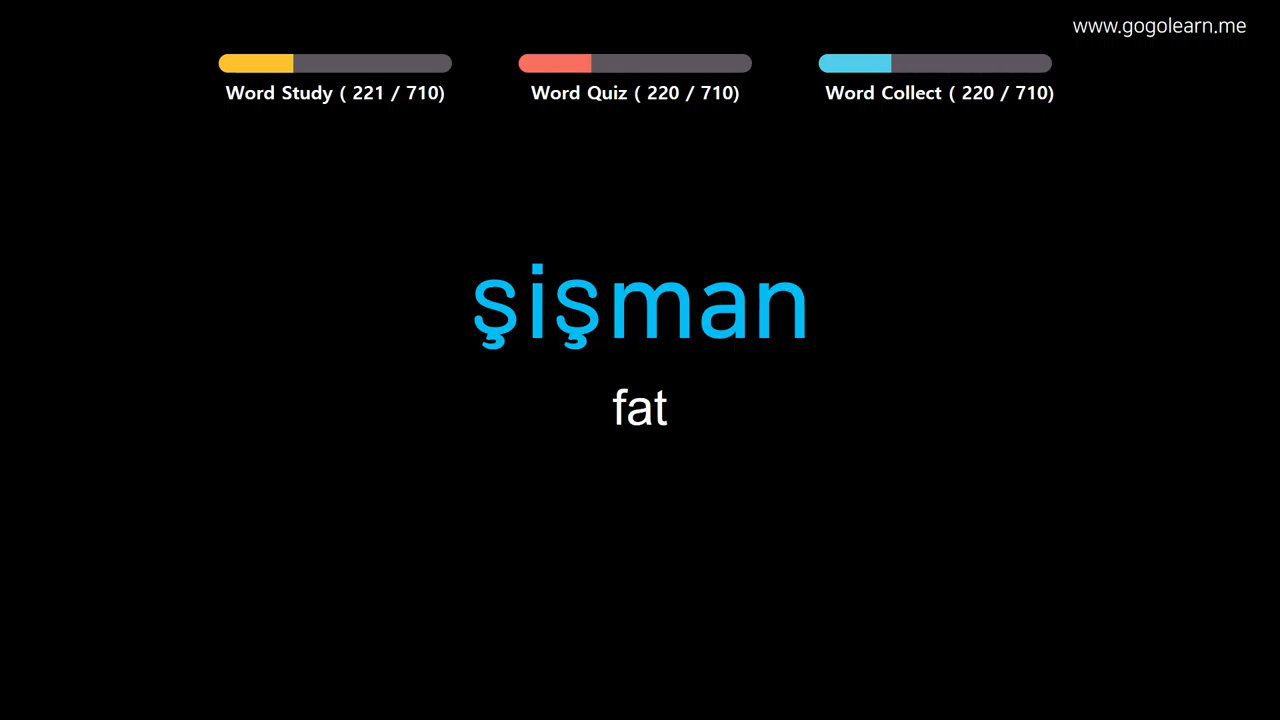 www.gogolearn.me
Word Study ( 221 / 710)
Word Quiz ( 220 / 710)
Word Collect ( 220 / 710)
şişman
fat